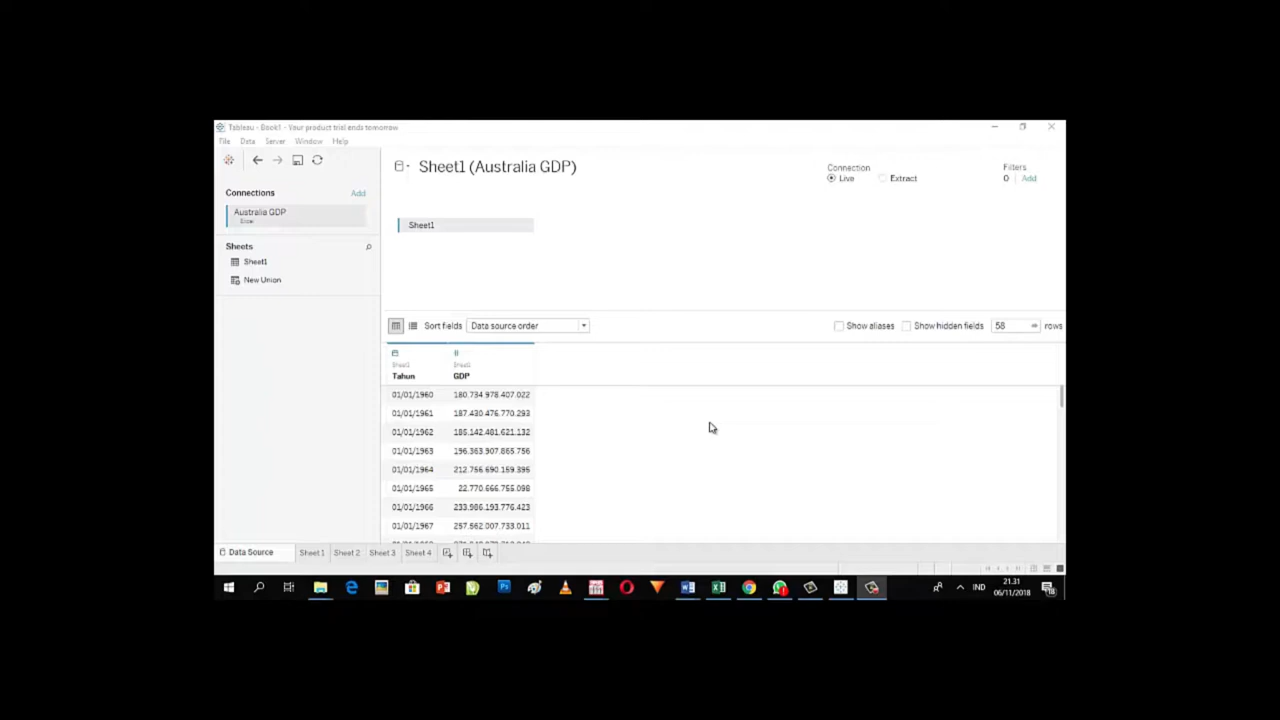 Tableau - Book1 - Your product trial ends tomorrow
File Data Server Window Help
Connections Add
Australia GDP
Excel
Sheets
Sheet1
New Union
Sheet1 (Australia GDP)
Connection
Live Extract
Filters
0 Add
Sheet1
Sort fields Data source order
Show aliases Show hidden fields 58 rows
Sheet1 Sheet1
Tahun GDP
01/01/1960 180.734.978.407.022
01/01/1961 187.430.476.770.293
01/01/1962 185.142.481.621.132
01/01/1963 196.363.907.865.756
01/01/1964 212.756.690.159.395
01/01/1965 22.770.666.755.098
01/01/1966 233.986.193.776.423
01/01/1967 257.562.007.733.011
Data Source Sheet 1 Sheet 2 Sheet 3 Sheet 4
IND
21.31
06/11/2018